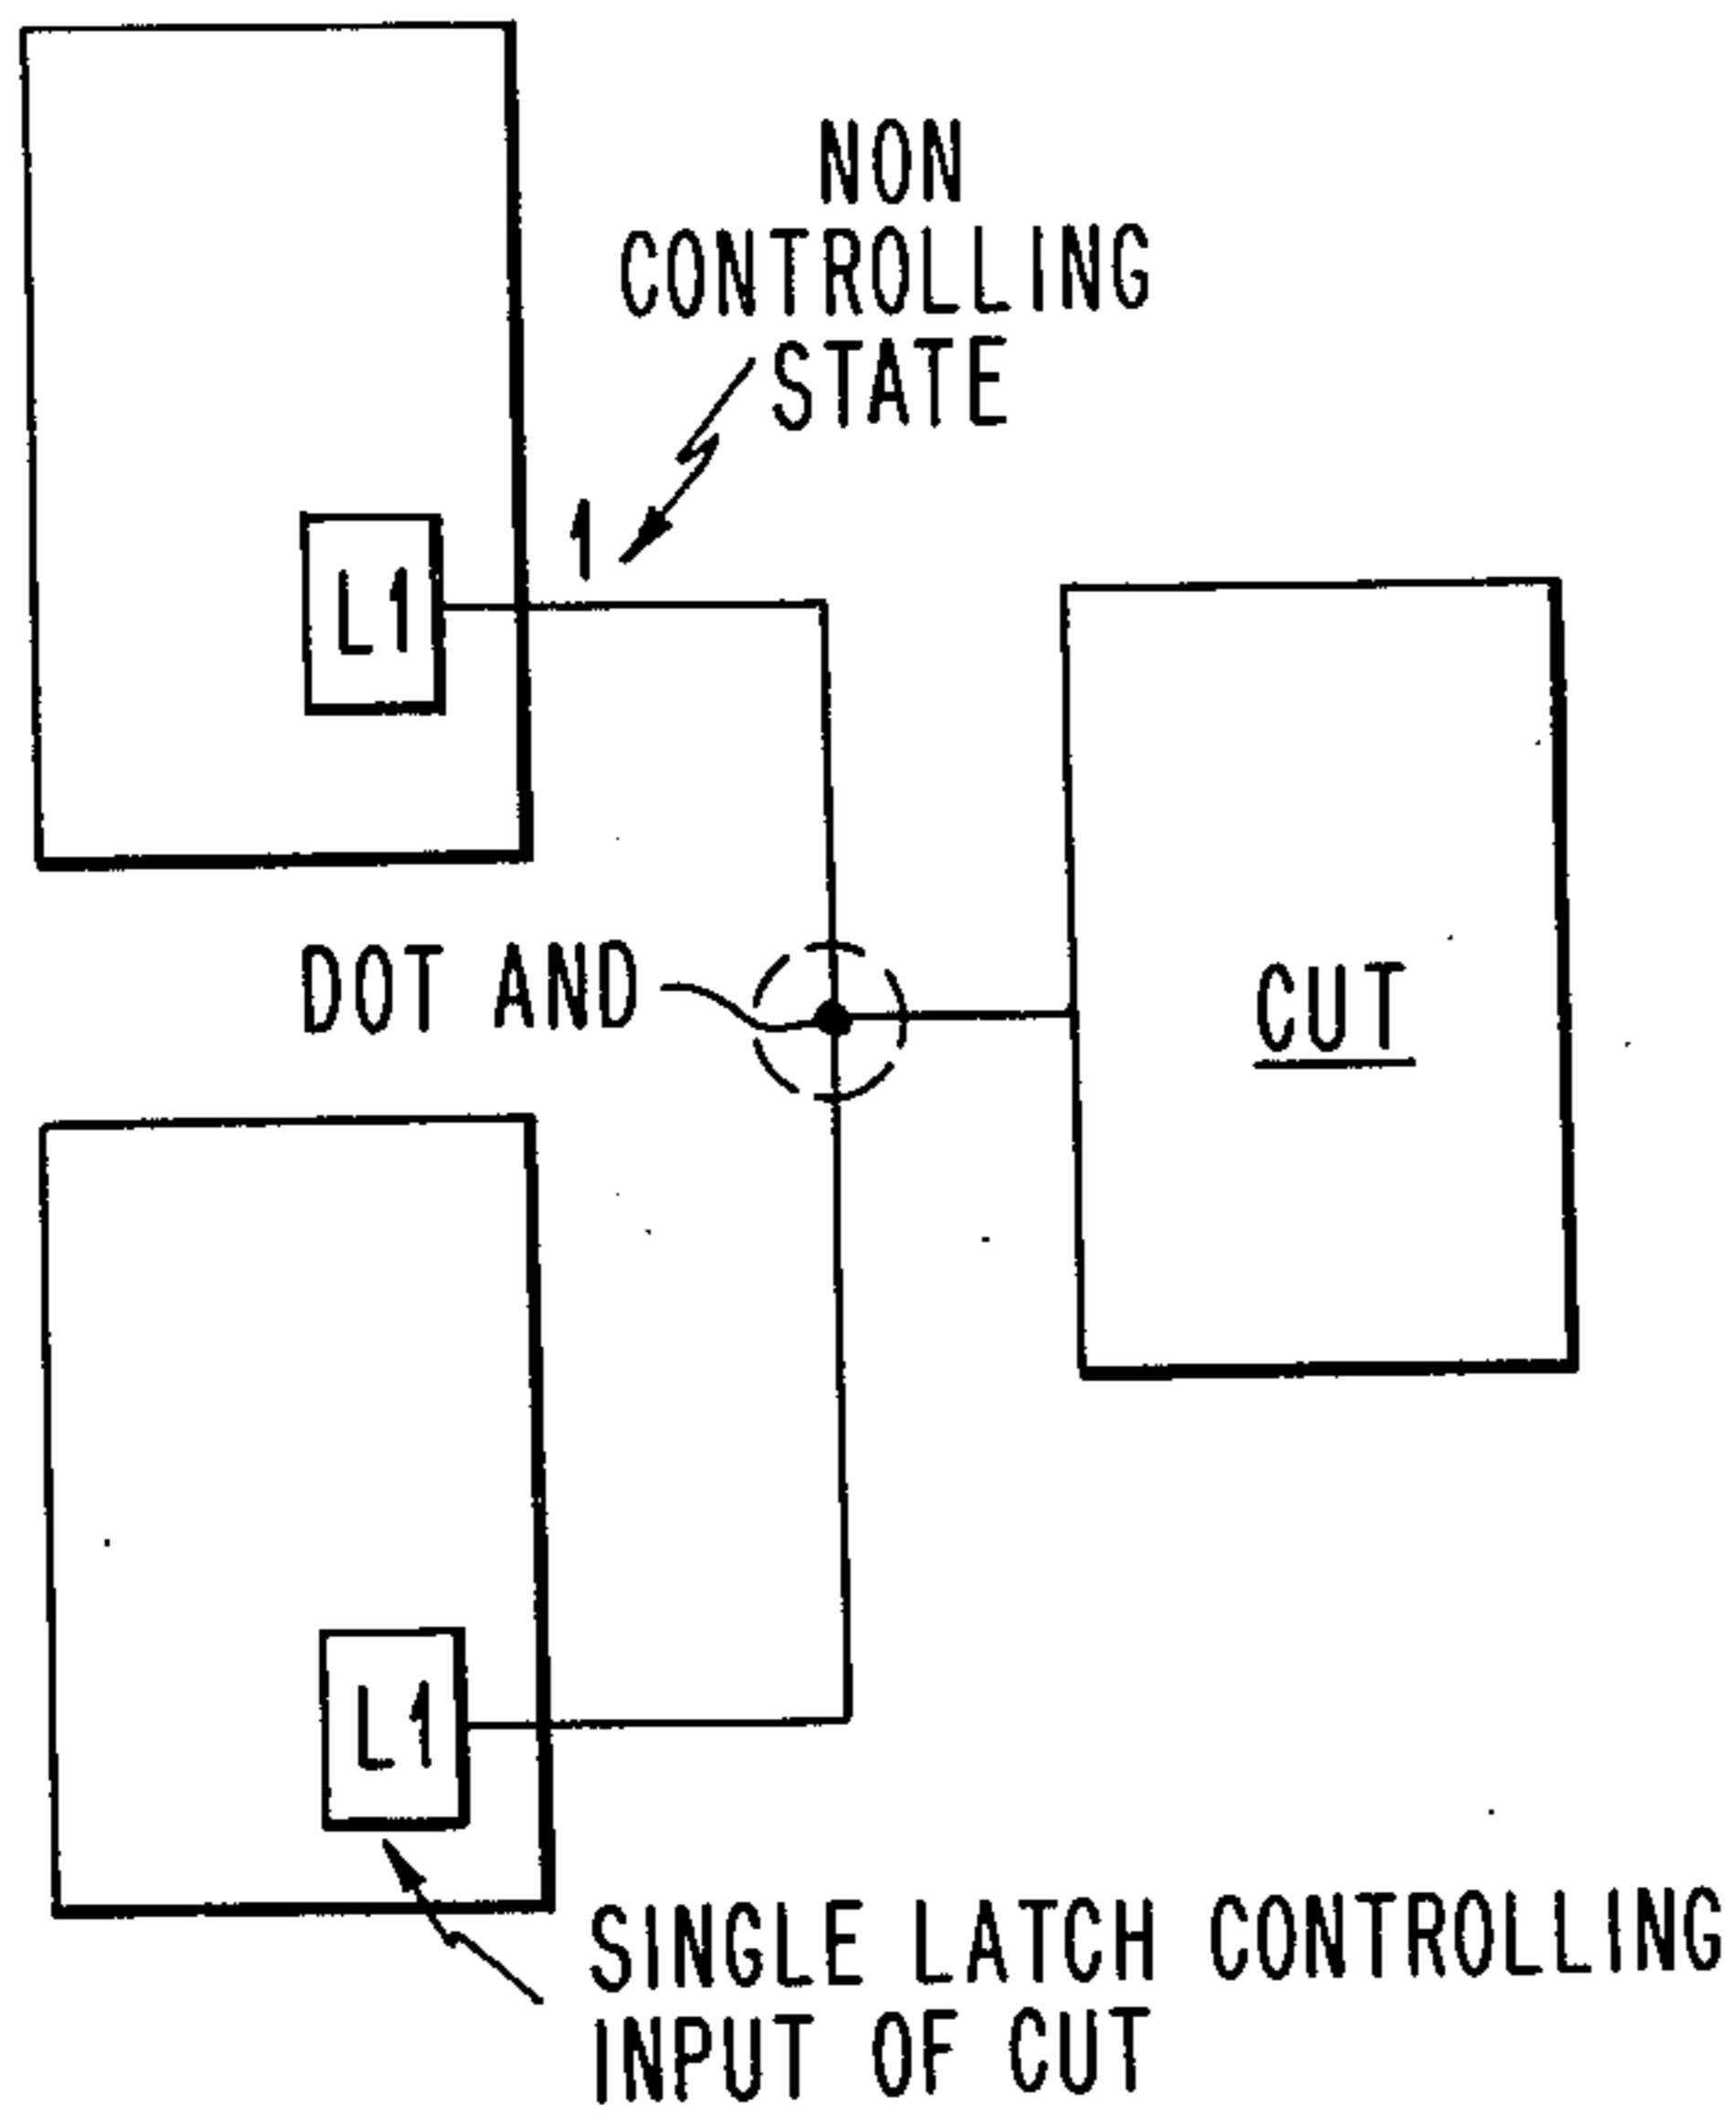 NON
CONTROLLING
STATE
1
L1
DOT AND
CUT
L1
SINGLE LATCH CONTROLLING
INPUT OF CUT